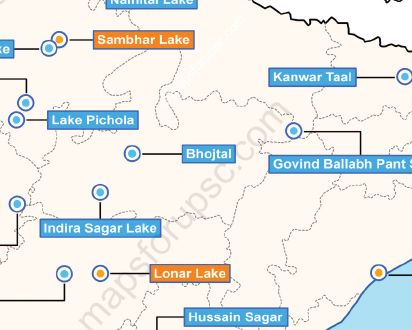 Nainital Lake
Sambhar Lake
ke
Kanwar Taal
Lake Pichola
Bhojtal
Govind Ballabh Pant S
Indira Sagar Lake
Lonar Lake
Hussain Sagar
mapsforupsc.com